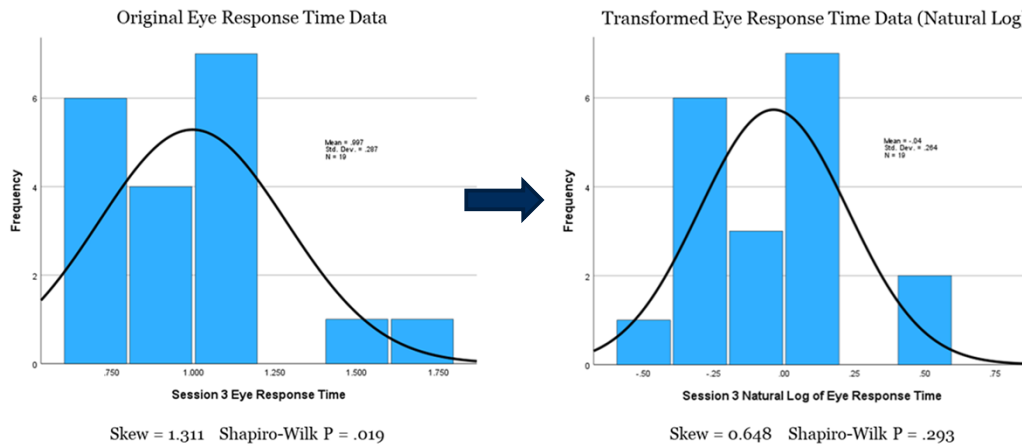 Original Eye Response Time Data
Frequency
6
4
2
0
Mean = .997
Std. Dev. = .287
N = 19
.750
1.000
1.250
1.500
1.750
Session 3 Eye Response Time
Skew = 1.311 Shapiro-Wilk P = .019
Transformed Eye Response Time Data (Natural Log)
Frequency
6
4
2
0
Mean = -.04
Std. Dev. = .264
N = 19
-.50
-.25
.00
.25
.50
.75
Session 3 Natural Log of Eye Response Time
Skew = 0.648 Shapiro-Wilk P = .293